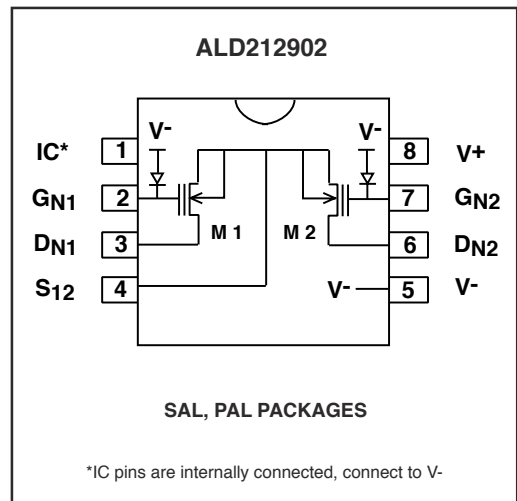 ALD212902
V- V-
IC* 1 8 V+
GN1 2 7 GN2
DN1 3 M 1 M 2 6 DN2
S12 4 V- 5 V-
SAL, PAL PACKAGES
*IC pins are internally connected, connect to V-